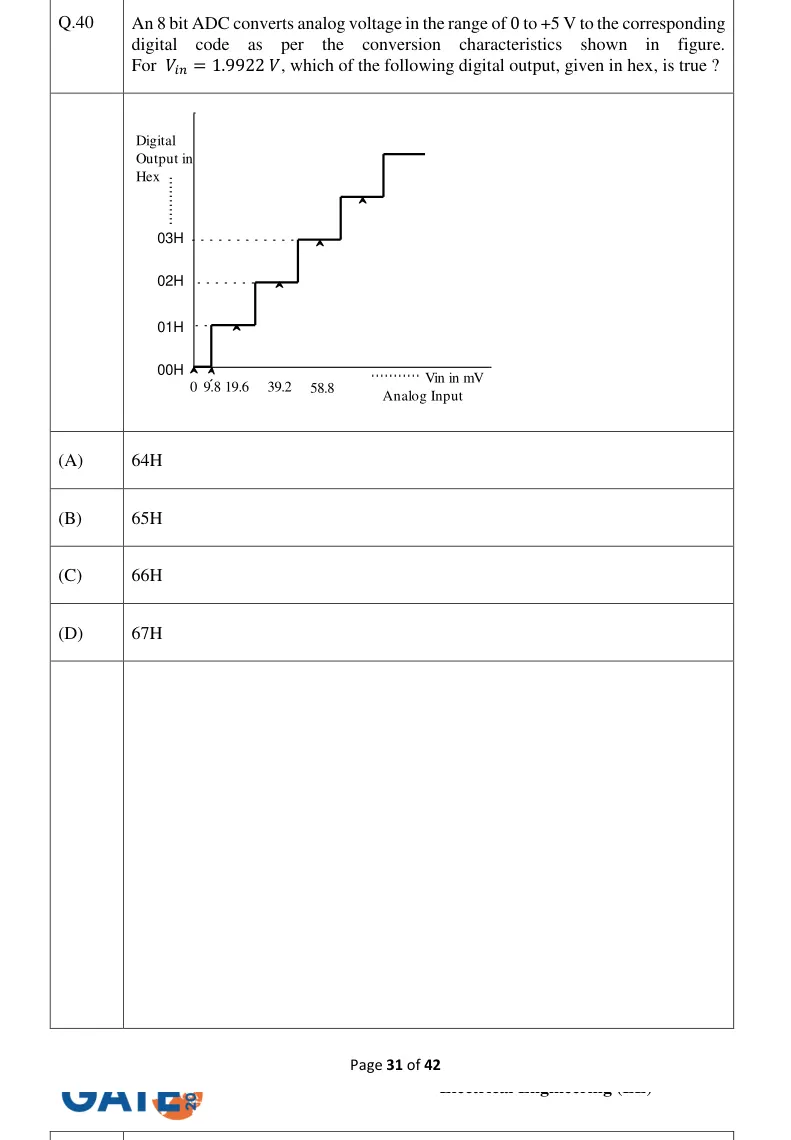 Q.40
An 8 bit ADC converts analog voltage in the range of 0 to +5 V to the corresponding
digital code as per the conversion characteristics shown in figure.
For V_in = 1.9922 V, which of the following digital output, given in hex, is true ?
Digital
Output in
Hex
03H
02H
01H
00H
0 9.8 19.6 39.2 58.8
Vin in mV
Analog Input
(A) 64H
(B) 65H
(C) 66H
(D) 67H
Page 31 of 42
GATE 20